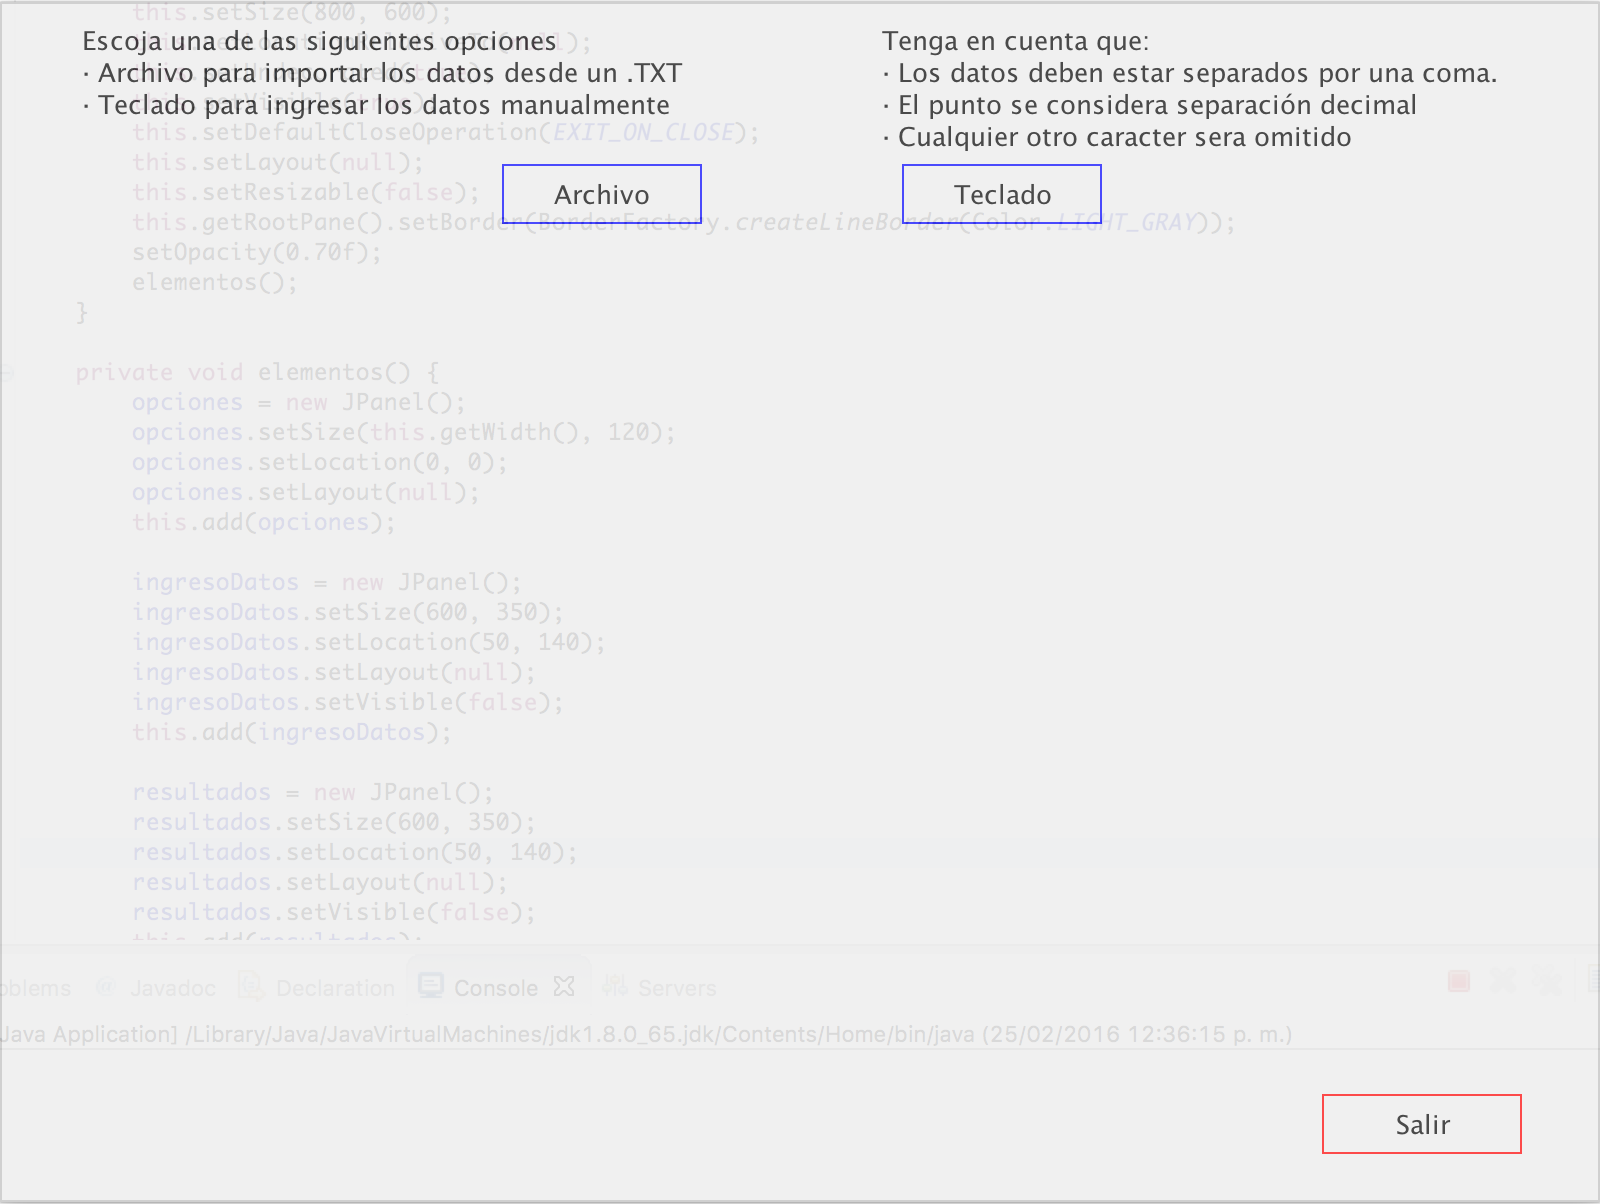 this.setSize(800, 600);
Escoja una de las siguientes opciones
· Archivo para importar los datos desde un .TXT
· Teclado para ingresar los datos manualmente
Tenga en cuenta que:
· Los datos deben estar separados por una coma.
· El punto se considera separación decimal
· Cualquier otro caracter sera omitido
this.setVisible(true);
this.setDefaultCloseOperation(EXIT_ON_CLOSE);
this.setLayout(null);
this.setResizable(false);
Archivo
Teclado
this.getRootPane().setBorder(BorderFactory.createLineBorder(Color.LIGHT_GRAY));
setOpacity(0.70f);
elementos();
}
private void elementos() {
opciones = new JPanel();
opciones.setSize(this.getWidth(), 120);
opciones.setLocation(0, 0);
opciones.setLayout(null);
this.add(opciones);
ingresoDatos = new JPanel();
ingresoDatos.setSize(600, 350);
ingresoDatos.setLocation(50, 140);
ingresoDatos.setLayout(null);
ingresoDatos.setVisible(false);
this.add(ingresoDatos);
resultados = new JPanel();
resultados.setSize(600, 350);
resultados.setLocation(50, 140);
resultados.setLayout(null);
resultados.setVisible(false);
this.add(resultados);
oblems @ Javadoc Declaration Console Servers
Java Application] /Library/Java/JavaVirtualMachines/jdk1.8.0_65.jdk/Contents/Home/bin/java (25/02/2016 12:36:15 p. m.)
Salir